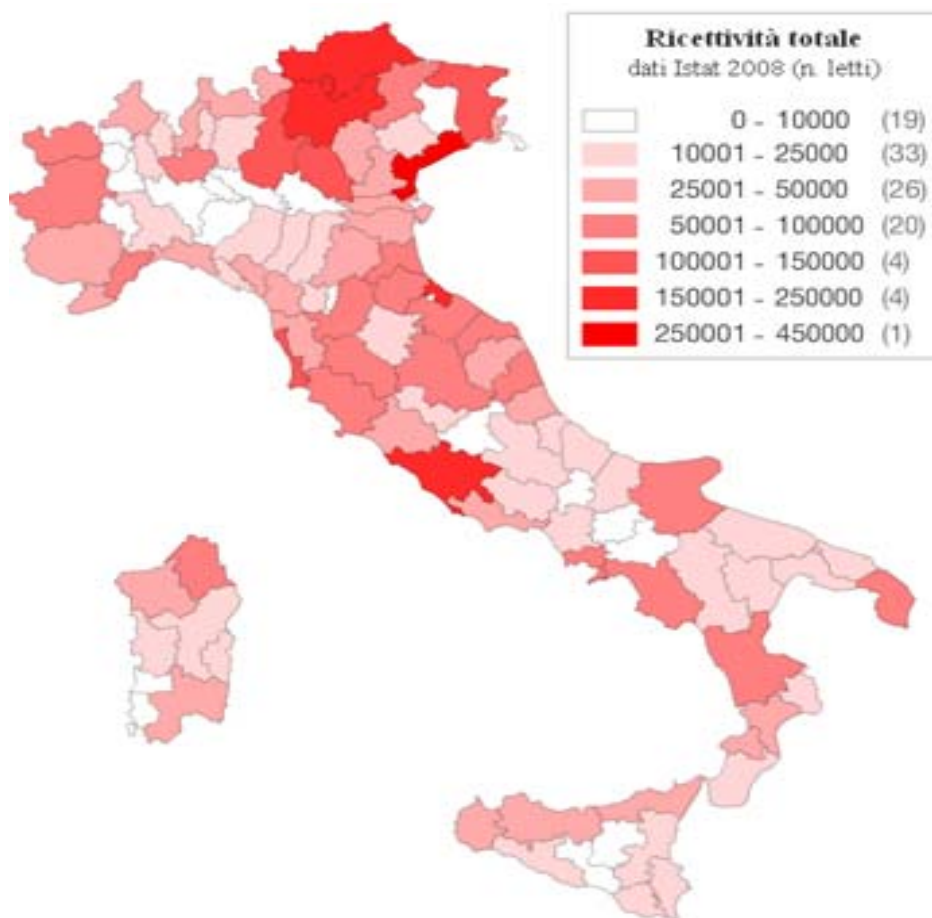 Ricettività totale
dati Istat 2008 (n. letti)
0 - 10000 (19)
10001 - 25000 (33)
25001 - 50000 (26)
50001 - 100000 (20)
100001 - 150000 (4)
150001 - 250000 (4)
250001 - 450000 (1)